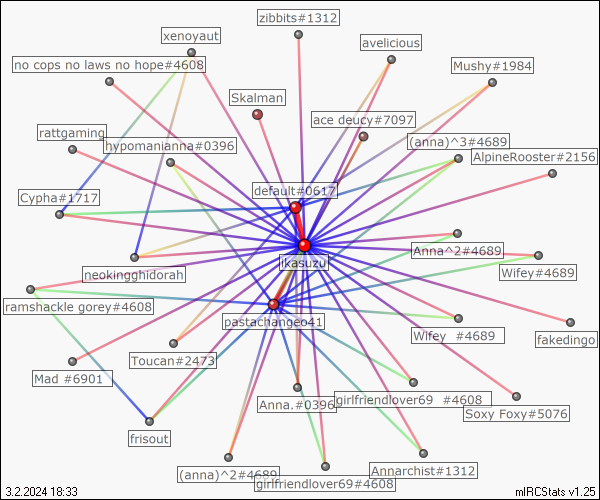 zibbits#1312
xenoyaut
avelicious
no cops no laws no hope#4608
Mushy#1984
Skalman
ace deucy#7097
rattgaming
hypomanianna#0396
(anna)^3#4689
AlpineRooster#2156
default#0617
Cypha#1717
Anna^2#4689
jikasuzu
neokingghidorah
Wifey#4689
ramshackle gorey#4608
pastachangeo41
Wifey #4689
fakedingo
Toucan#2473
Mad #6901
Anna.#0396
girlfriendlover69 #4608
Soxy Foxy#5076
frisout
(anna)^2#4689
Annarchist#1312
girlfriendlover69#4608
3.2.2024 18:33
mIRCStats v1.25